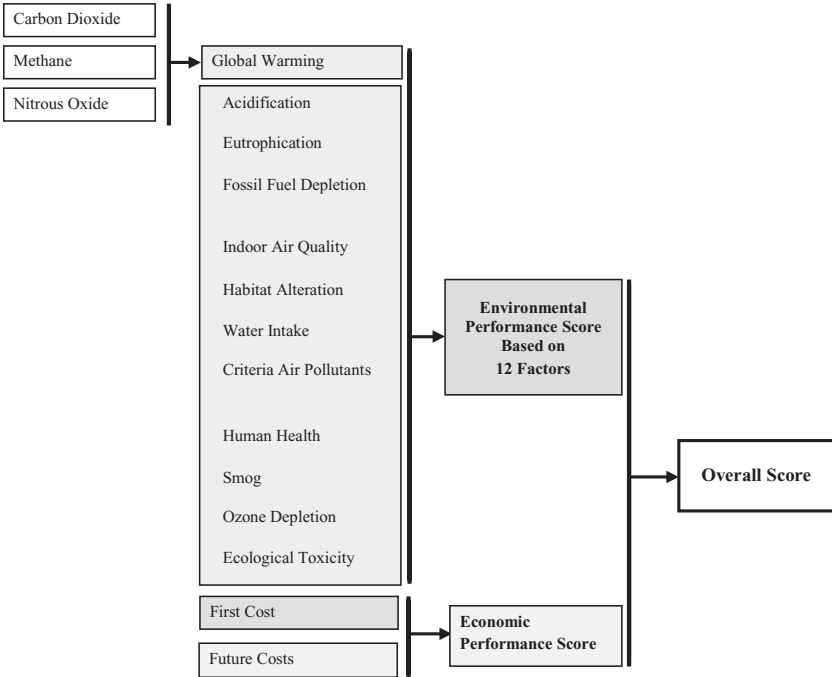 Carbon Dioxide
Methane
Nitrous Oxide
Global Warming
Acidification
Eutrophication
Fossil Fuel Depletion
Indoor Air Quality
Habitat Alteration
Water Intake
Criteria Air Pollutants
Human Health
Smog
Ozone Depletion
Ecological Toxicity
First Cost
Future Costs
Environmental
Performance Score
Based on
12 Factors
Economic
Performance Score
Overall Score